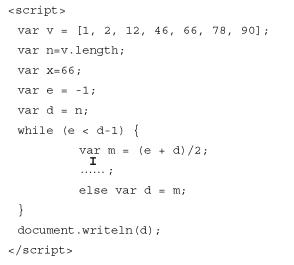 <script>
var v = [1, 2, 12, 46, 66, 78, 90];
var n=v.length;
var x=66;
var e = -1;
var d = n;
while (e < d-1) {
var m = (e + d)/2;
...... ;
else var d = m;
}
document.writeln(d);
</script>